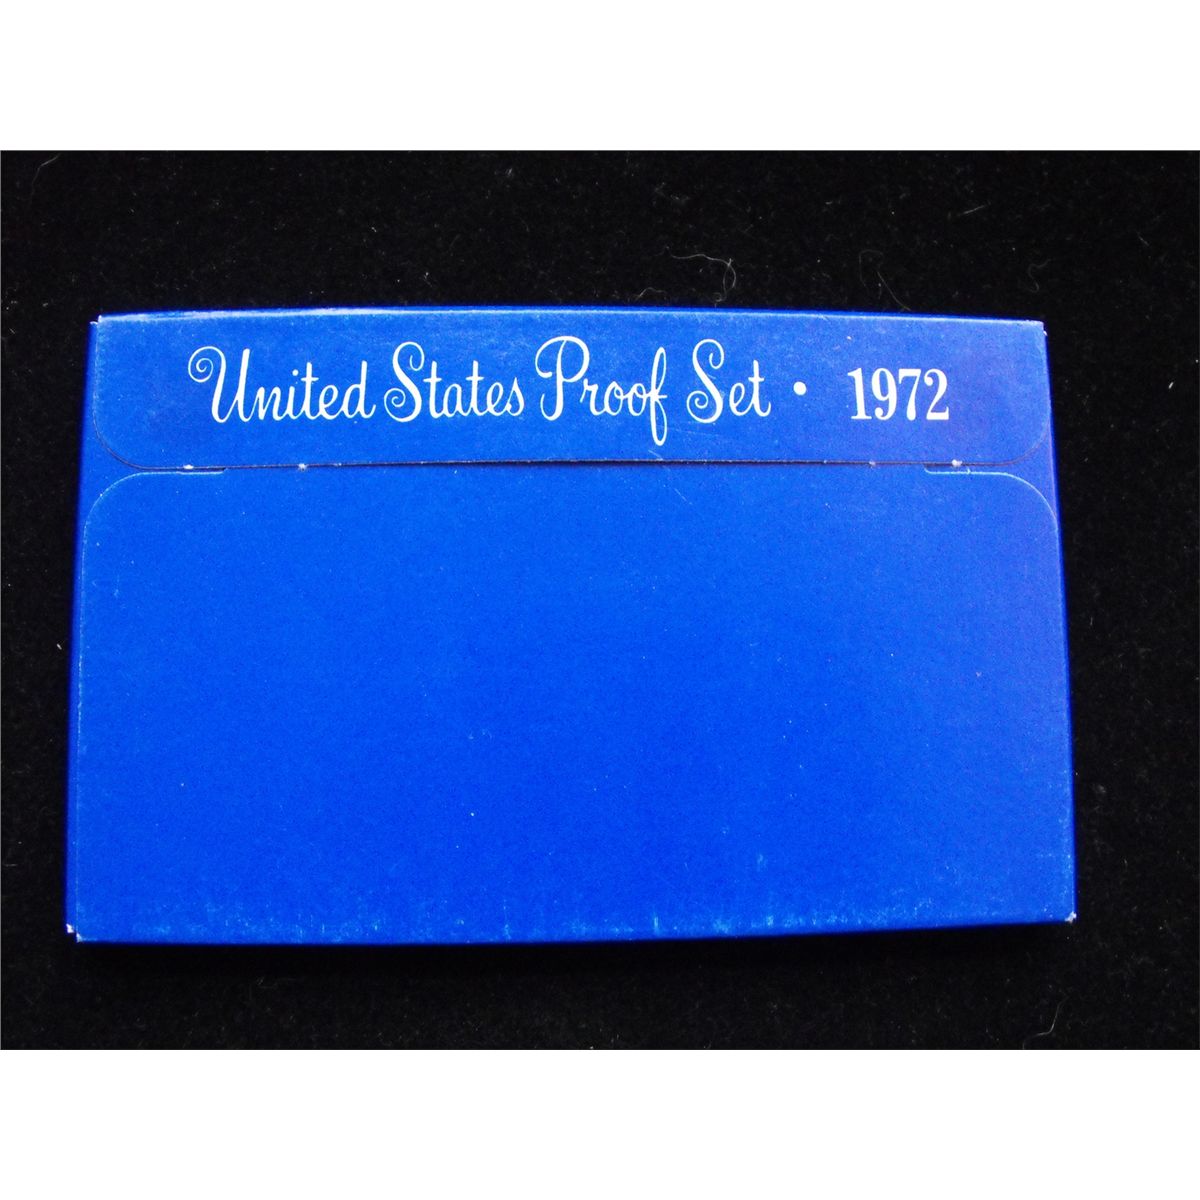 United States Proof Set • 1972